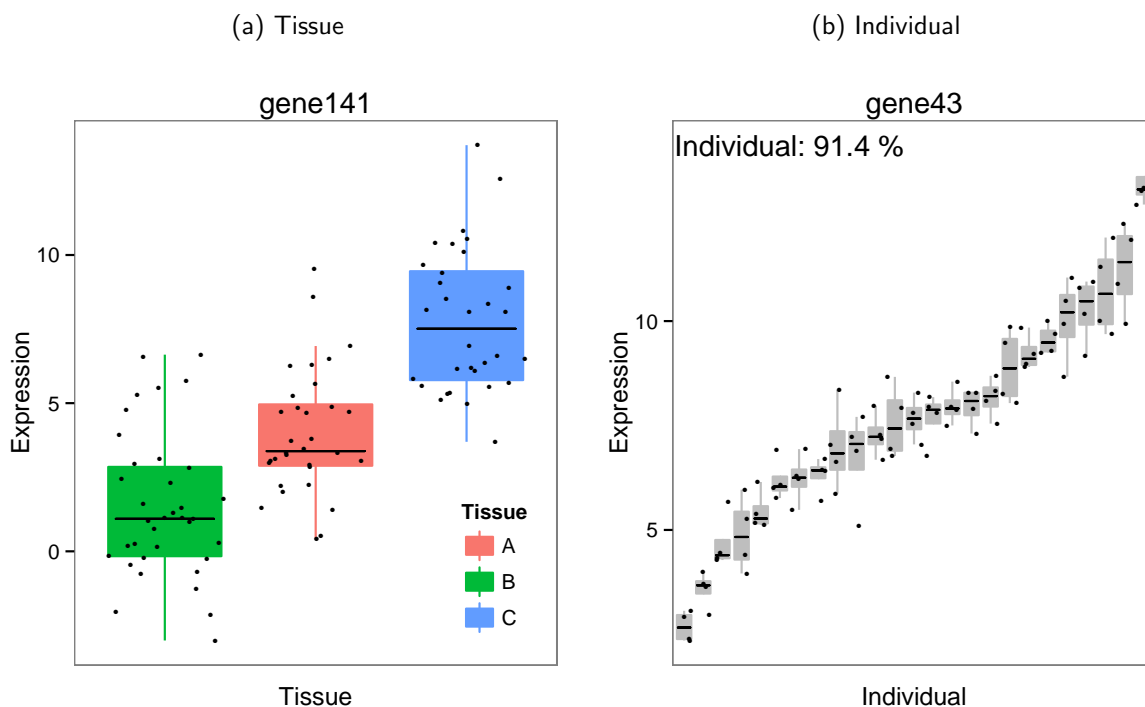 (a) Tissue
gene141
10
5
0
Expression
Tissue
A
B
C
Tissue
(b) Individual
gene43
Individual: 91.4 %
10
5
Expression
Individual